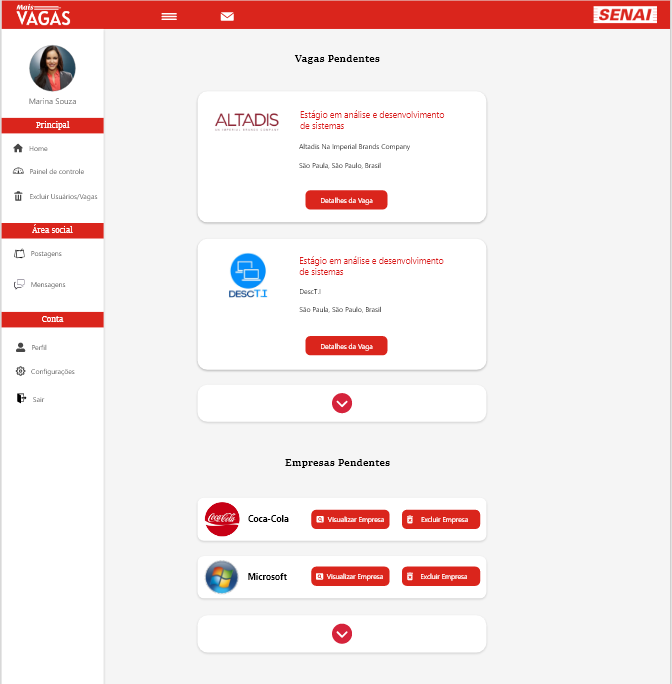 Mais
VAGAS
SENAI
Marina Souza
Principal
Home
Painel de controle
Excluir Usuários/Vagas
Área social
Postagens
Mensagens
Conta
Perfil
Configurações
Sair
Vagas Pendentes
ALTADIS
AN IMPERIAL BRANDS COMPANY
Estágio em análise e desenvolvimento
de sistemas
Altadis Na Imperial Brands Company
São Paula, São Paulo, Brasil
Detalhes da Vaga
DESCT.I
Estágio em análise e desenvolvimento
de sistemas
DescT.I
São Paula, São Paulo, Brasil
Detalhes da Vaga
Empresas Pendentes
Coca-Cola
Coca-Cola
Visualizar Empresa
Excluir Empresa
Microsoft
Visualizar Empresa
Excluir Empresa